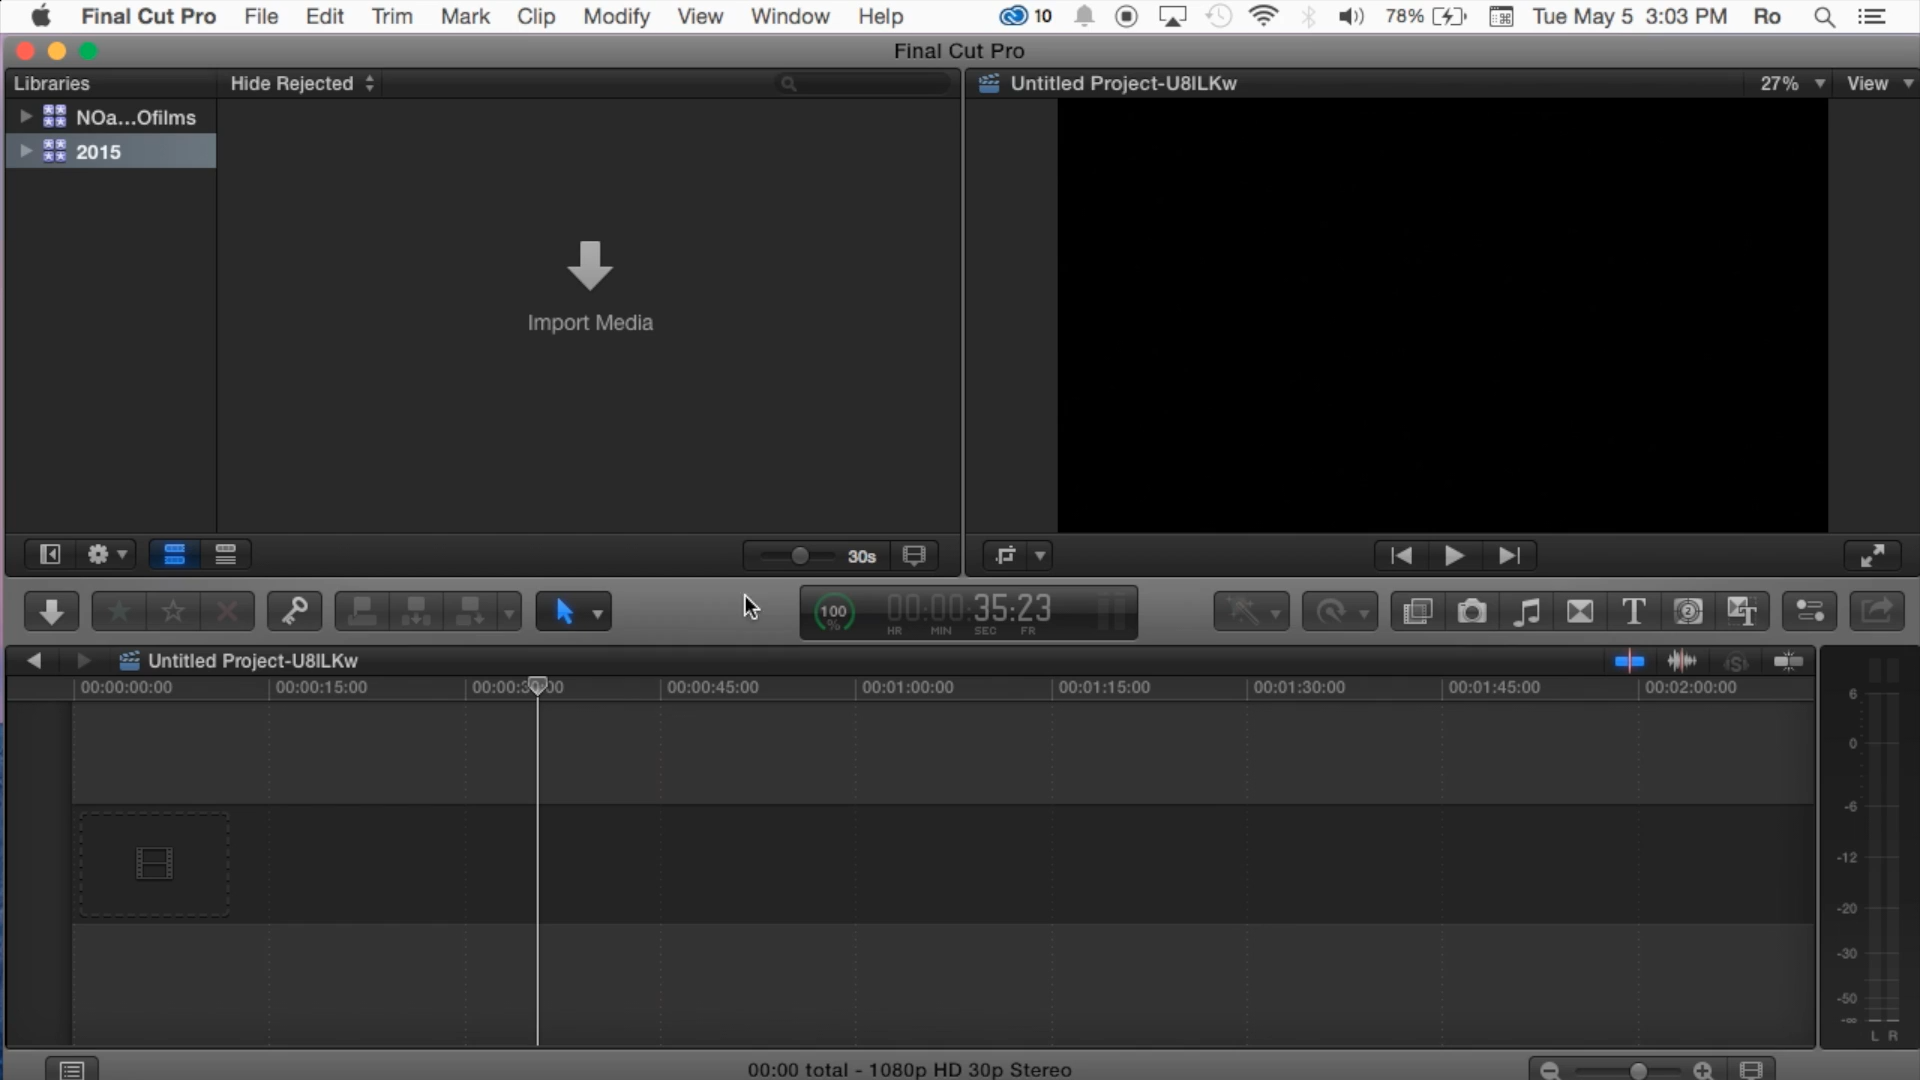 Final Cut Pro File Edit Trim Mark Clip Modify View Window Help 10 78% Tue May 5 3:03 PM Ro
Final Cut Pro
Libraries Hide Rejected Untitled Project-U8ILKw 27% View
NOa...Ofilms
2015
Import Media
30s
100 % 00:00:35:23
HR MIN SEC FR
Untitled Project-U8ILKw
00:00:00:00 00:00:15:00 00:00:30:00 00:00:45:00 00:01:00:00 00:01:15:00 00:01:30:00 00:01:45:00 00:02:00:00
6
0
-6
-12
-20
-30
-50
-∞
L R
00:00 total - 1080p HD 30p Stereo